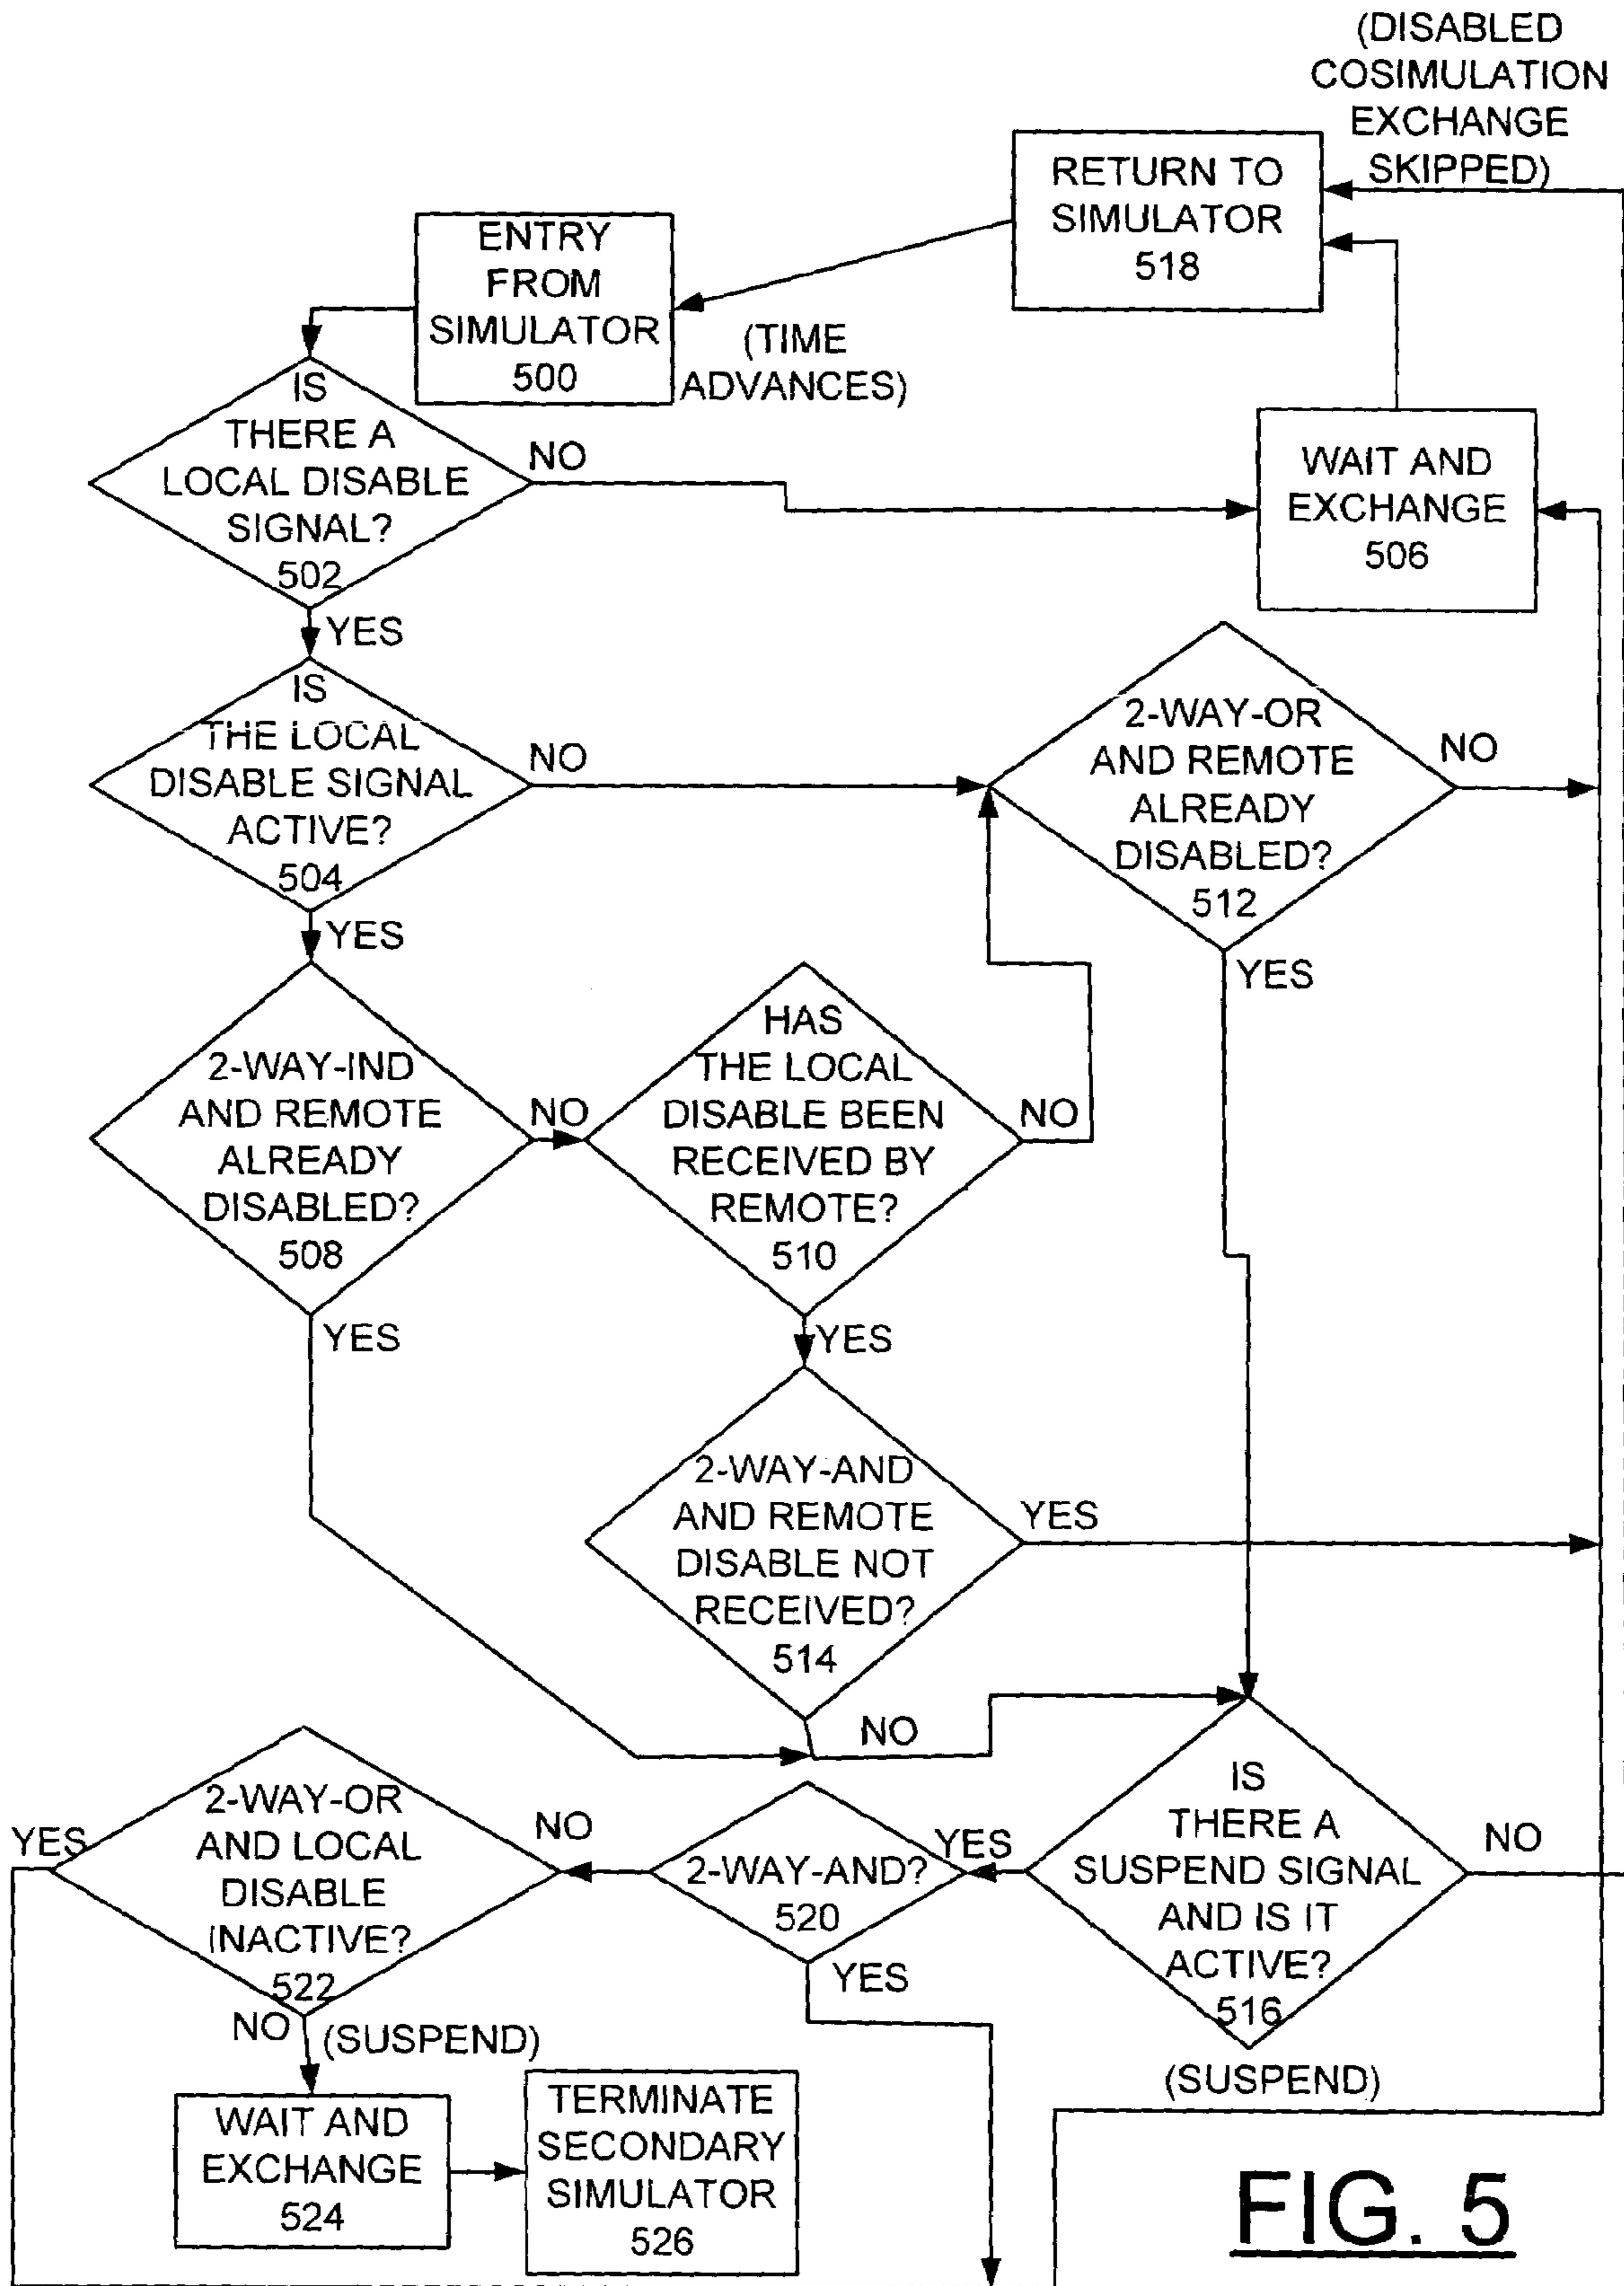 (DISABLED
COSIMULATION
EXCHANGE
SKIPPED)
RETURN TO
SIMULATOR
518
ENTRY
FROM
SIMULATOR
500
(TIME
ADVANCES)
IS
THERE A
LOCAL DISABLE
SIGNAL?
502
NO
YES
WAIT AND
EXCHANGE
506
IS
THE LOCAL
DISABLE SIGNAL
ACTIVE?
504
NO
YES
2-WAY-OR
AND REMOTE
ALREADY
DISABLED?
512
NO
YES
2-WAY-IND
AND REMOTE
ALREADY
DISABLED?
508
NO
YES
HAS
THE LOCAL
DISABLE BEEN
RECEIVED BY
REMOTE?
510
NO
YES
2-WAY-AND
AND REMOTE
DISABLE NOT
RECEIVED?
514
YES
NO
IS
THERE A
SUSPEND SIGNAL
AND IS IT
ACTIVE?
516
NO
YES
(SUSPEND)
2-WAY-AND?
520
NO
YES
2-WAY-OR
AND LOCAL
DISABLE
INACTIVE?
522
YES
NO
(SUSPEND)
WAIT AND
EXCHANGE
524
TERMINATE
SECONDARY
SIMULATOR
526
FIG. 5